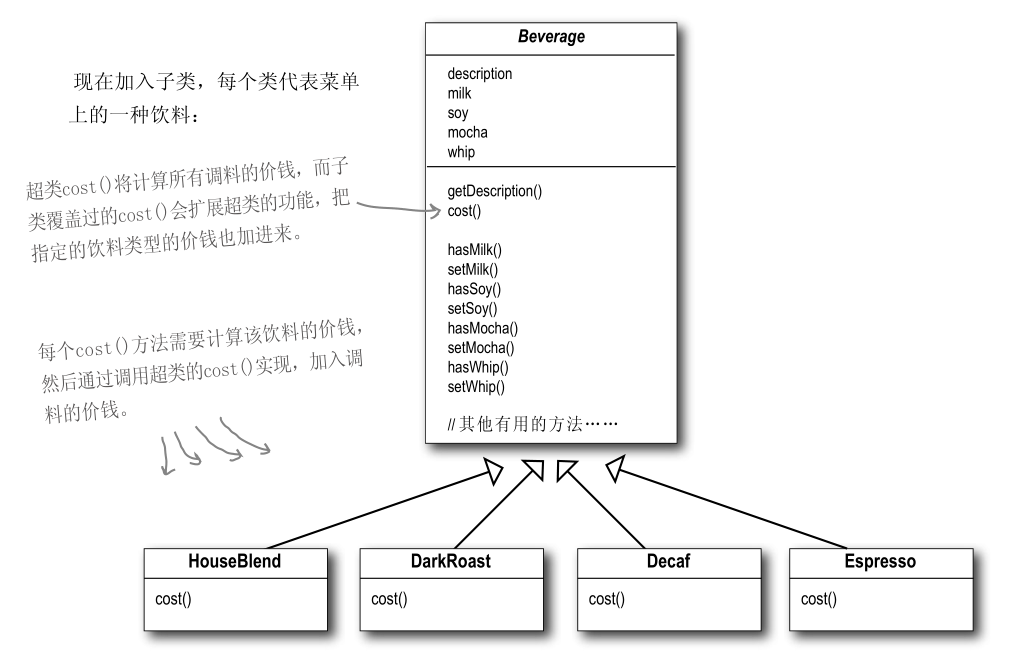 现在加入子类，每个类代表菜单
上的一种饮料：
超类cost()将计算所有调料的价钱，而子
类覆盖过的cost()会扩展超类的功能，把
指定的饮料类型的价钱也加进来。
每个cost()方法需要计算该饮料的价钱，
然后通过调用超类的cost()实现，加入调
料的价钱。
Beverage
description
milk
soy
mocha
whip
getDescription()
cost()
hasMilk()
setMilk()
hasSoy()
setSoy()
hasMocha()
setMocha()
hasWhip()
setWhip()
// 其他有用的方法……
HouseBlend
cost()
DarkRoast
cost()
Decaf
cost()
Espresso
cost()